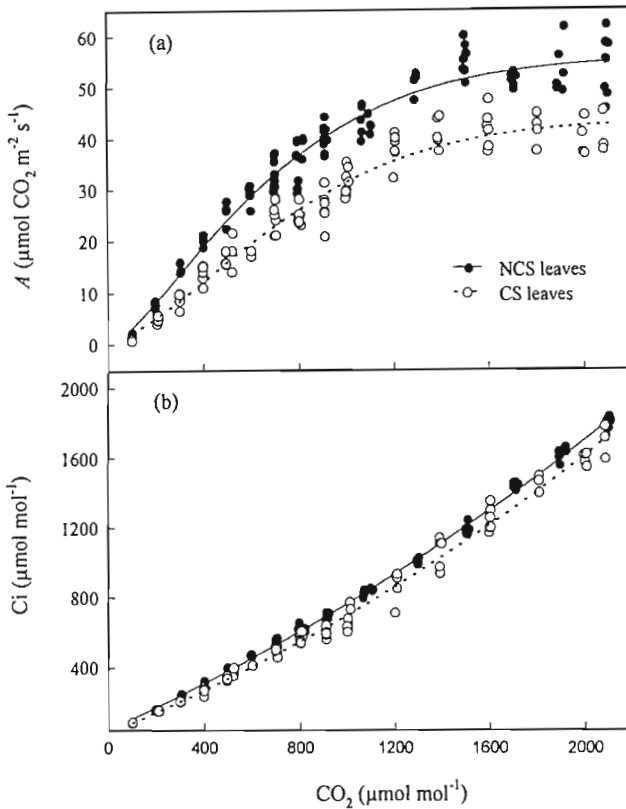 (a)
60
50
40
30
20
10
0
A (µmol CO₂ m⁻² s⁻¹)
NCS leaves
CS leaves
(b)
2000
1600
1200
800
400
Ci (µmol mol⁻¹)
0 400 800 1200 1600 2000
CO₂ (µmol mol⁻¹)